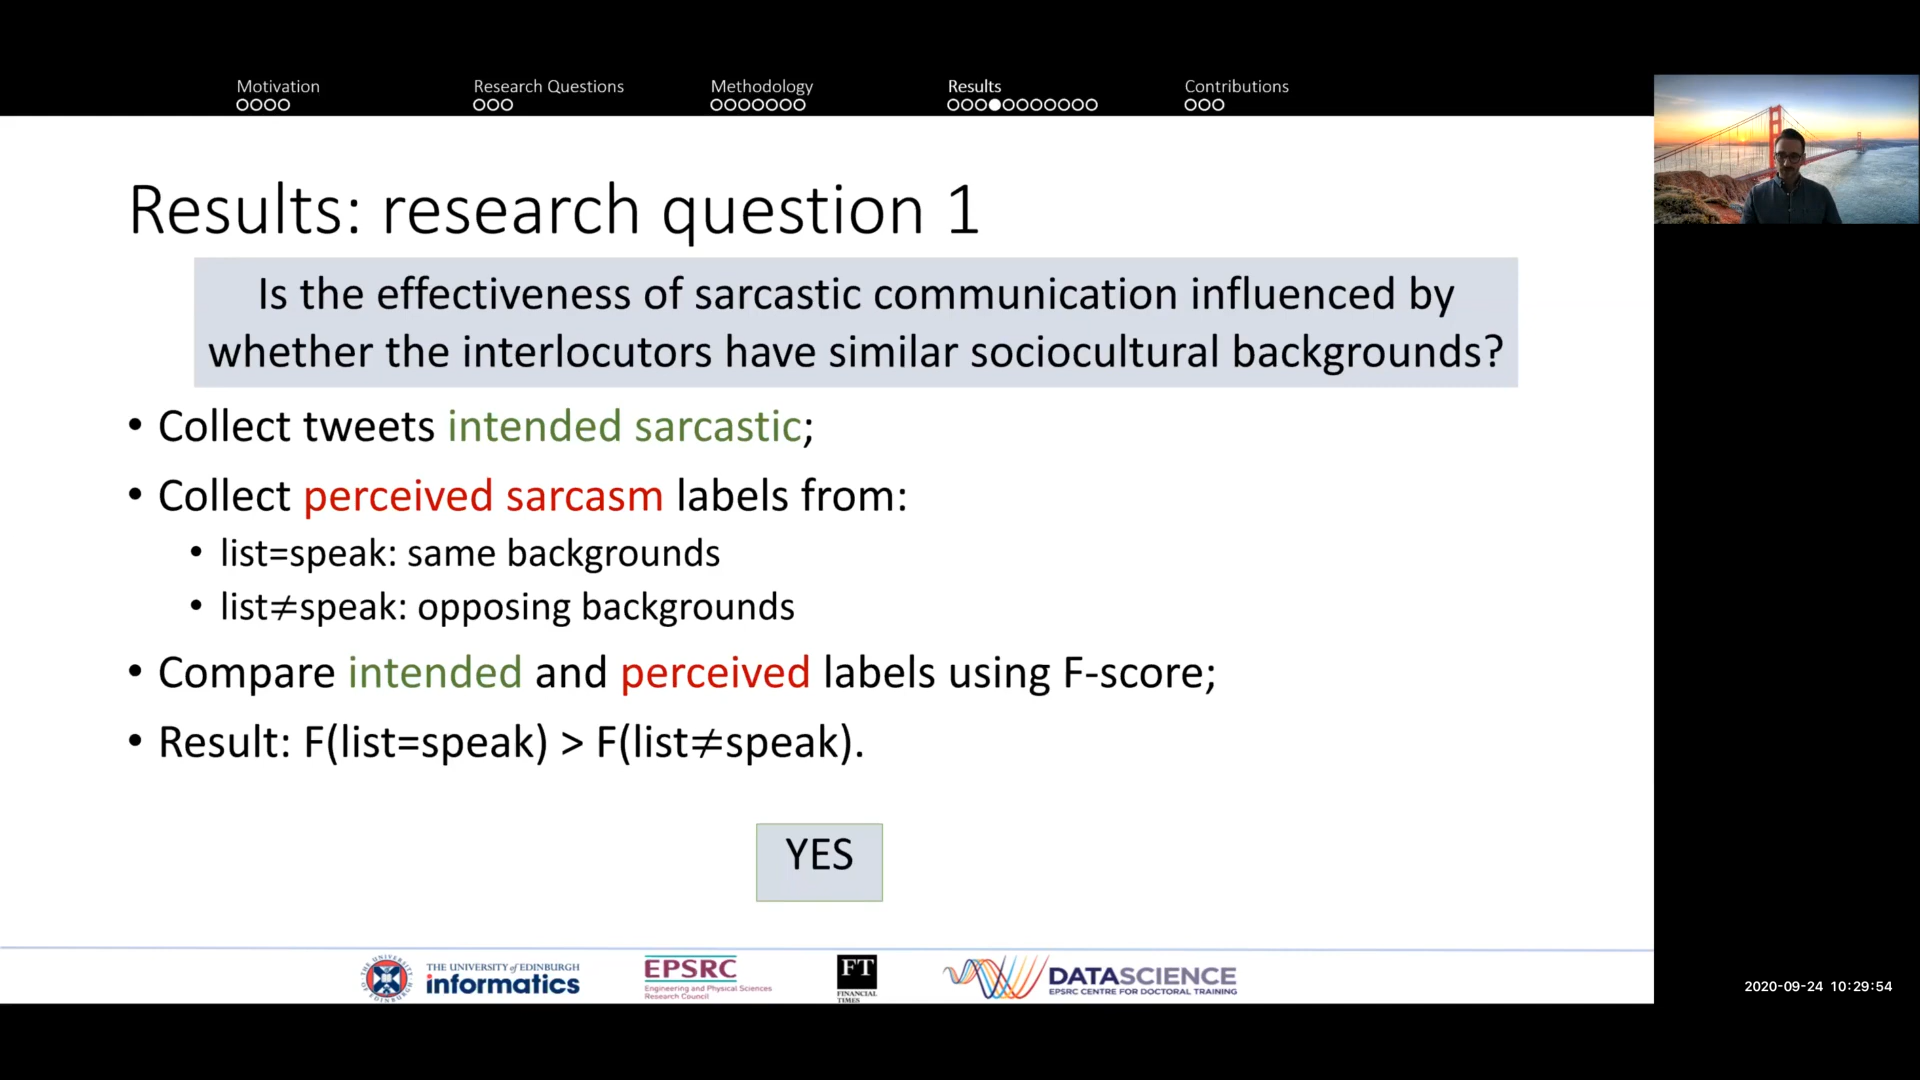 Motivation
Research Questions
Methodology
Results
Contributions
Results: research question 1
Is the effectiveness of sarcastic communication influenced by
whether the interlocutors have similar sociocultural backgrounds?
• Collect tweets intended sarcastic;
• Collect perceived sarcasm labels from:
• list=speak: same backgrounds
• list≠speak: opposing backgrounds
• Compare intended and perceived labels using F-score;
• Result: F(list=speak) > F(list≠speak).
YES
THE UNIVERSITY of EDINBURGH
informatics
EPSRC
Engineering and Physical Sciences
Research Council
FT
FINANCIAL
TIMES
DATASCIENCE
EPSRC CENTRE FOR DOCTORAL TRAINING
2020-09-24 10:29:54